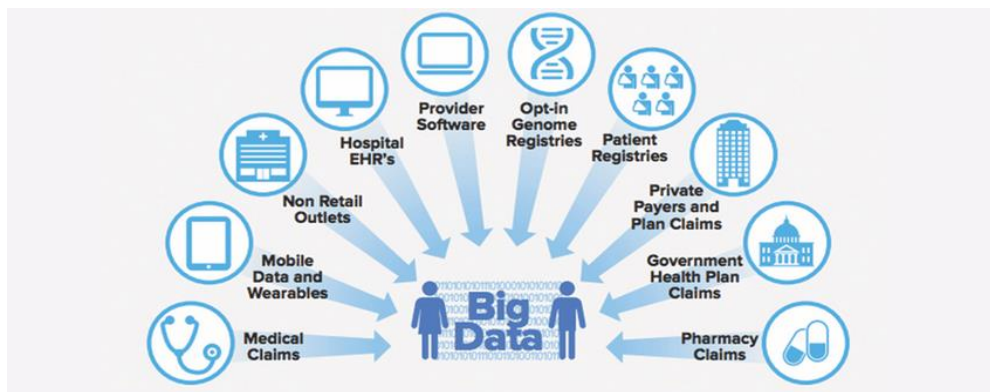 Provider
Software
Opt-in
Genome
Registries
Hospital
EHR's
Patient
Registries
Non Retail
Outlets
Private
Payers and
Plan Claims
Mobile
Data and
Wearables
Government
Health Plan
Claims
Medical
Claims
Big
Data
Pharmacy
Claims